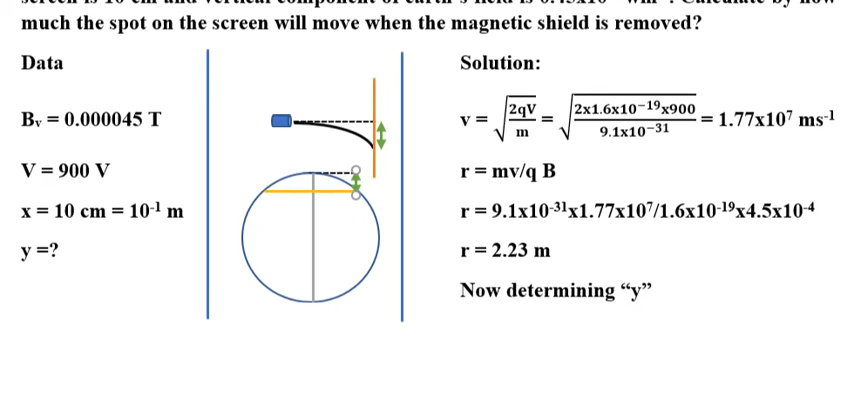 much the spot on the screen will move when the magnetic shield is removed?
Data
Bᵥ = 0.000045 T
V = 900 V
x = 10 cm = 10⁻¹ m
y =?
Solution:
v = √(2qV/m) = √(2x1.6x10⁻¹⁹x900/9.1x10⁻³¹) = 1.77x10⁷ ms⁻¹
r = mv/q B
r = 9.1x10⁻³¹x1.77x10⁷/1.6x10⁻¹⁹x4.5x10⁻⁴
r = 2.23 m
Now determining “y”